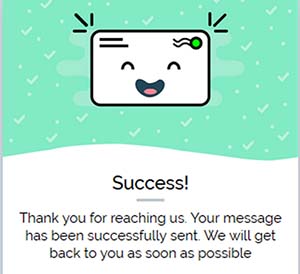 Success!
Thank you for reaching us. Your message
has been successfully sent. We will get
back to you as soon as possible